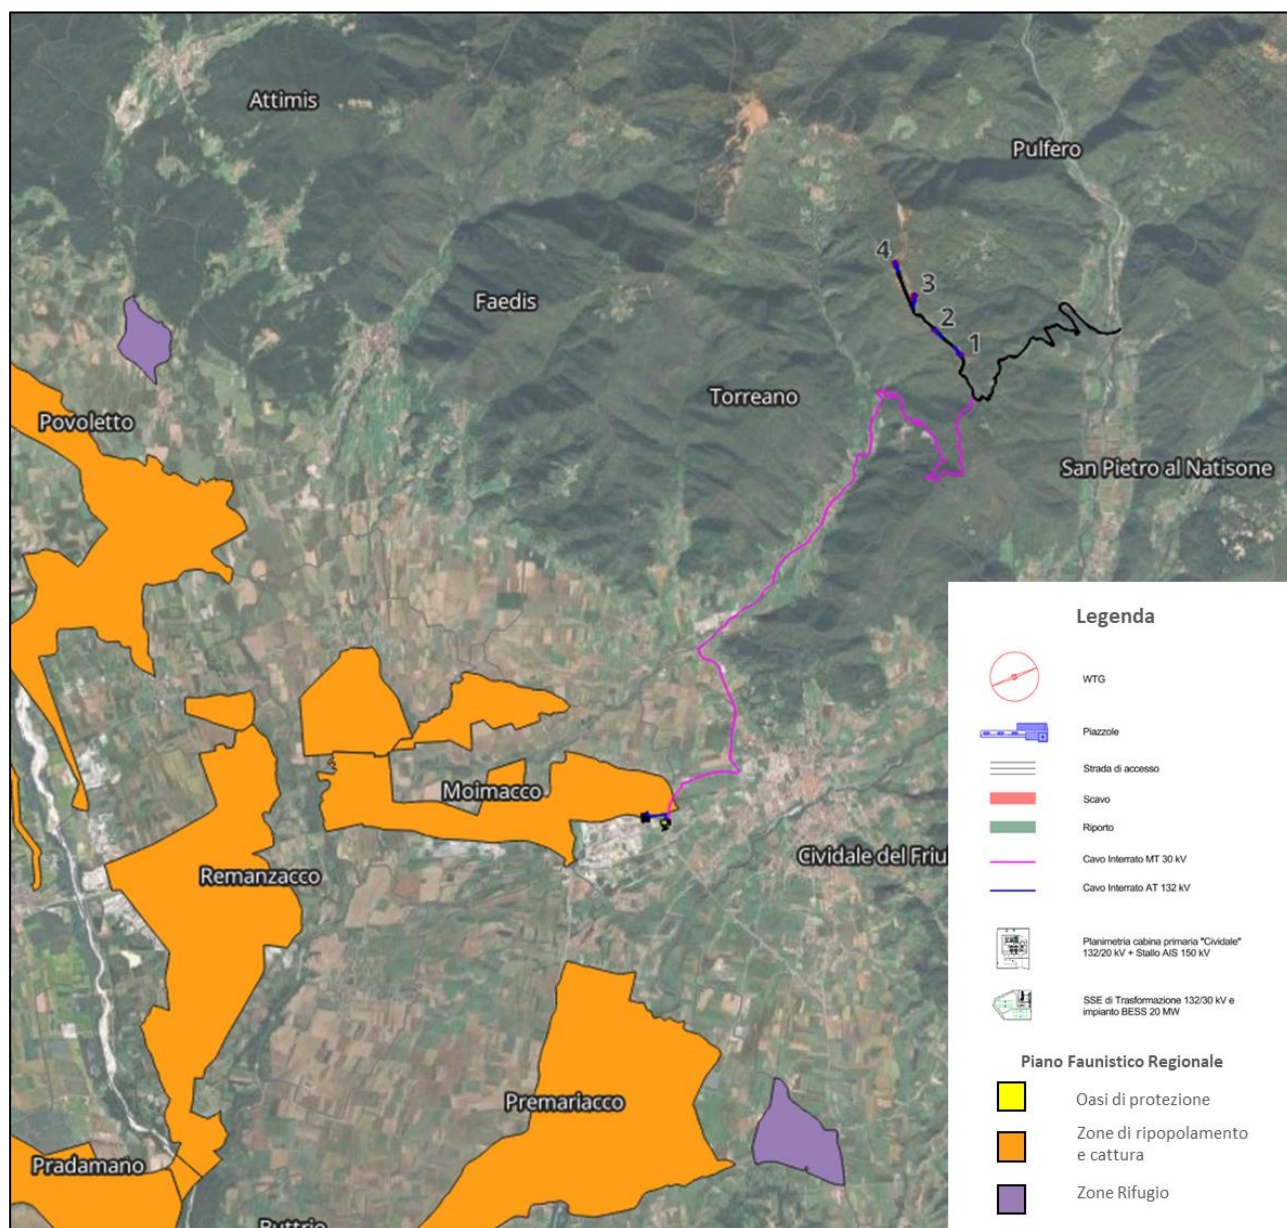 Attimis
Pulfero
4
3
Faedis
2
1
Torreano
Povoletto
San Pietro al Natisone
Moimacco
Cividale del Friu
Remanzacco
Premariacco
Pradamano
Buttrio
Legenda
WTG
Piazzole
Strada di accesso
Scavo
Riporto
Cavo Interrato MT 30 kV
Cavo Interrato AT 132 kV
Planimetria cabina primaria "Cividale"
132/20 kV + Stallo AIS 150 kV
SSE di Trasformazione 132/30 kV e
impianto BESS 20 MW
Piano Faunistico Regionale
Oasi di protezione
Zone di ripopolamento
e cattura
Zone Rifugio